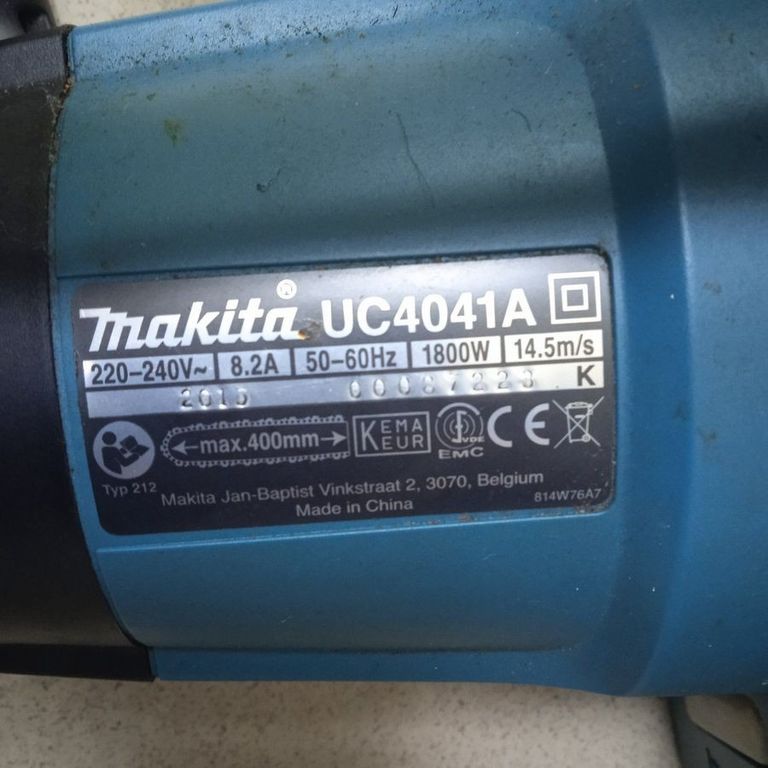 makita® UC4041A
220-240V~ 8.2A 50-60Hz 1800W 14.5m/s
K
max.400mm KEMA KEUR VDE EMC CE
Typ 212
Makita Jan-Baptist Vinkstraat 2, 3070, Belgium 814W76A7
Made in China